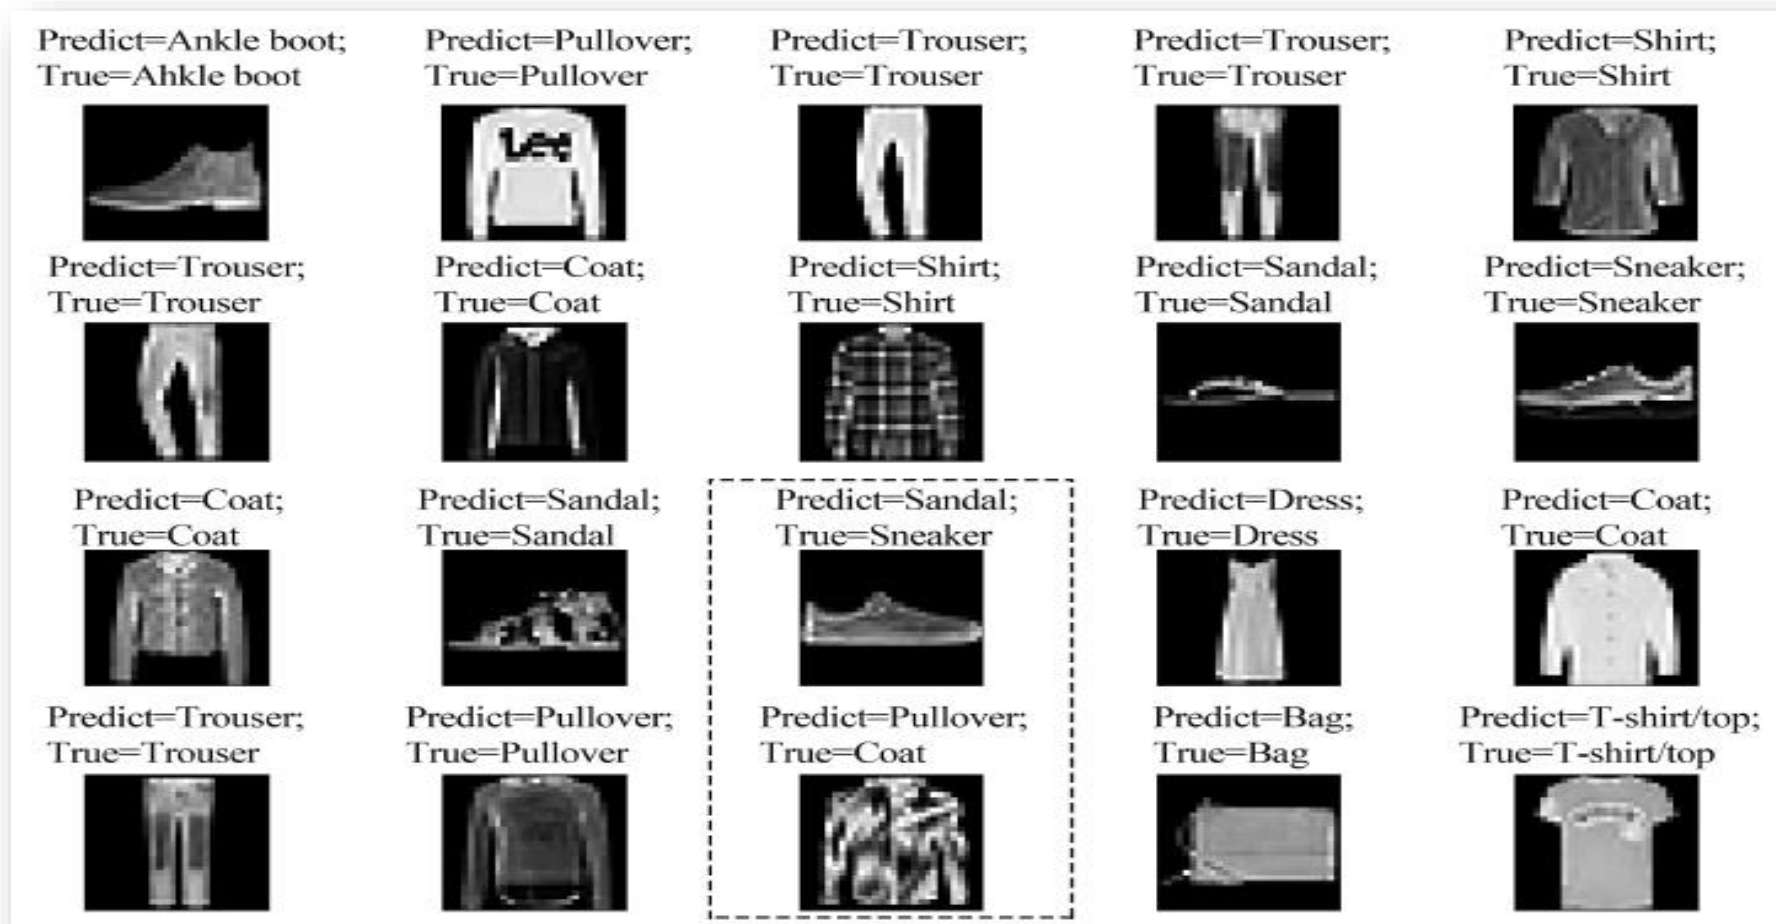 Predict=Ankle boot;
True=Ahkle boot
Predict=Pullover;
True=Pullover
Predict=Trouser;
True=Trouser
Predict=Trouser;
True=Trouser
Predict=Shirt;
True=Shirt
Lee
Predict=Trouser;
True=Trouser
Predict=Coat;
True=Coat
Predict=Shirt;
True=Shirt
Predict=Sandal;
True=Sandal
Predict=Sneaker;
True=Sneaker
Predict=Coat;
True=Coat
Predict=Sandal;
True=Sandal
Predict=Sandal;
True=Sneaker
Predict=Dress;
True=Dress
Predict=Coat;
True=Coat
Predict=Trouser;
True=Trouser
Predict=Pullover;
True=Pullover
Predict=Pullover;
True=Coat
Predict=Bag;
True=Bag
Predict=T-shirt/top;
True=T-shirt/top